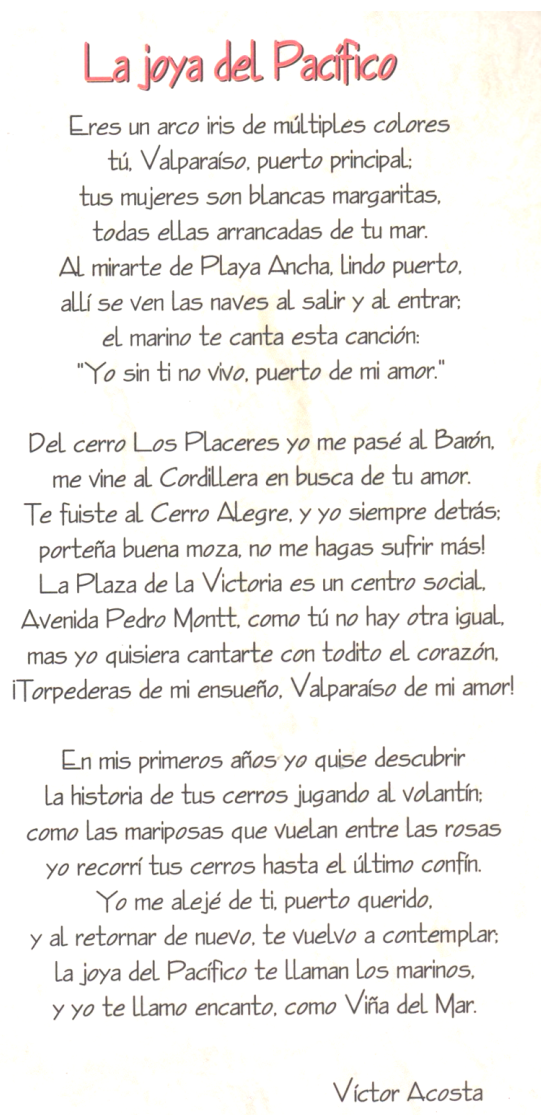 La joya del Pacífico
Eres un arco iris de múltiples colores
tú, Valparaíso, puerto principal;
tus mujeres son blancas margaritas,
todas ellas arrancadas de tu mar.
Al mirarte de Playa Ancha, lindo puerto,
allí se ven las naves al salir y al entrar;
el marino te canta esta canción:
"Yo sin ti no vivo, puerto de mi amor."
Del cerro Los Placeres yo me pasé al Barón,
me vine al Cordillera en busca de tu amor.
Te fuiste al Cerro Alegre, y yo siempre detrás;
porteña buena moza, no me hagas sufrir más!
La Plaza de la Victoria es un centro social,
Avenida Pedro Montt, como tú no hay otra igual,
mas yo quisiera cantarte con todito el corazón,
¡Torpederas de mi ensueño, Valparaíso de mi amor!
En mis primeros años yo quise descubrir
la historia de tus cerros jugando al volantín;
como las mariposas que vuelan entre las rosas
yo recorrí tus cerros hasta el último confín.
Yo me alejé de ti, puerto querido,
y al retornar de nuevo, te vuelvo a contemplar;
la joya del Pacífico te llaman los marinos,
y yo te llamo encanto, como Viña del Mar.
Víctor Acosta